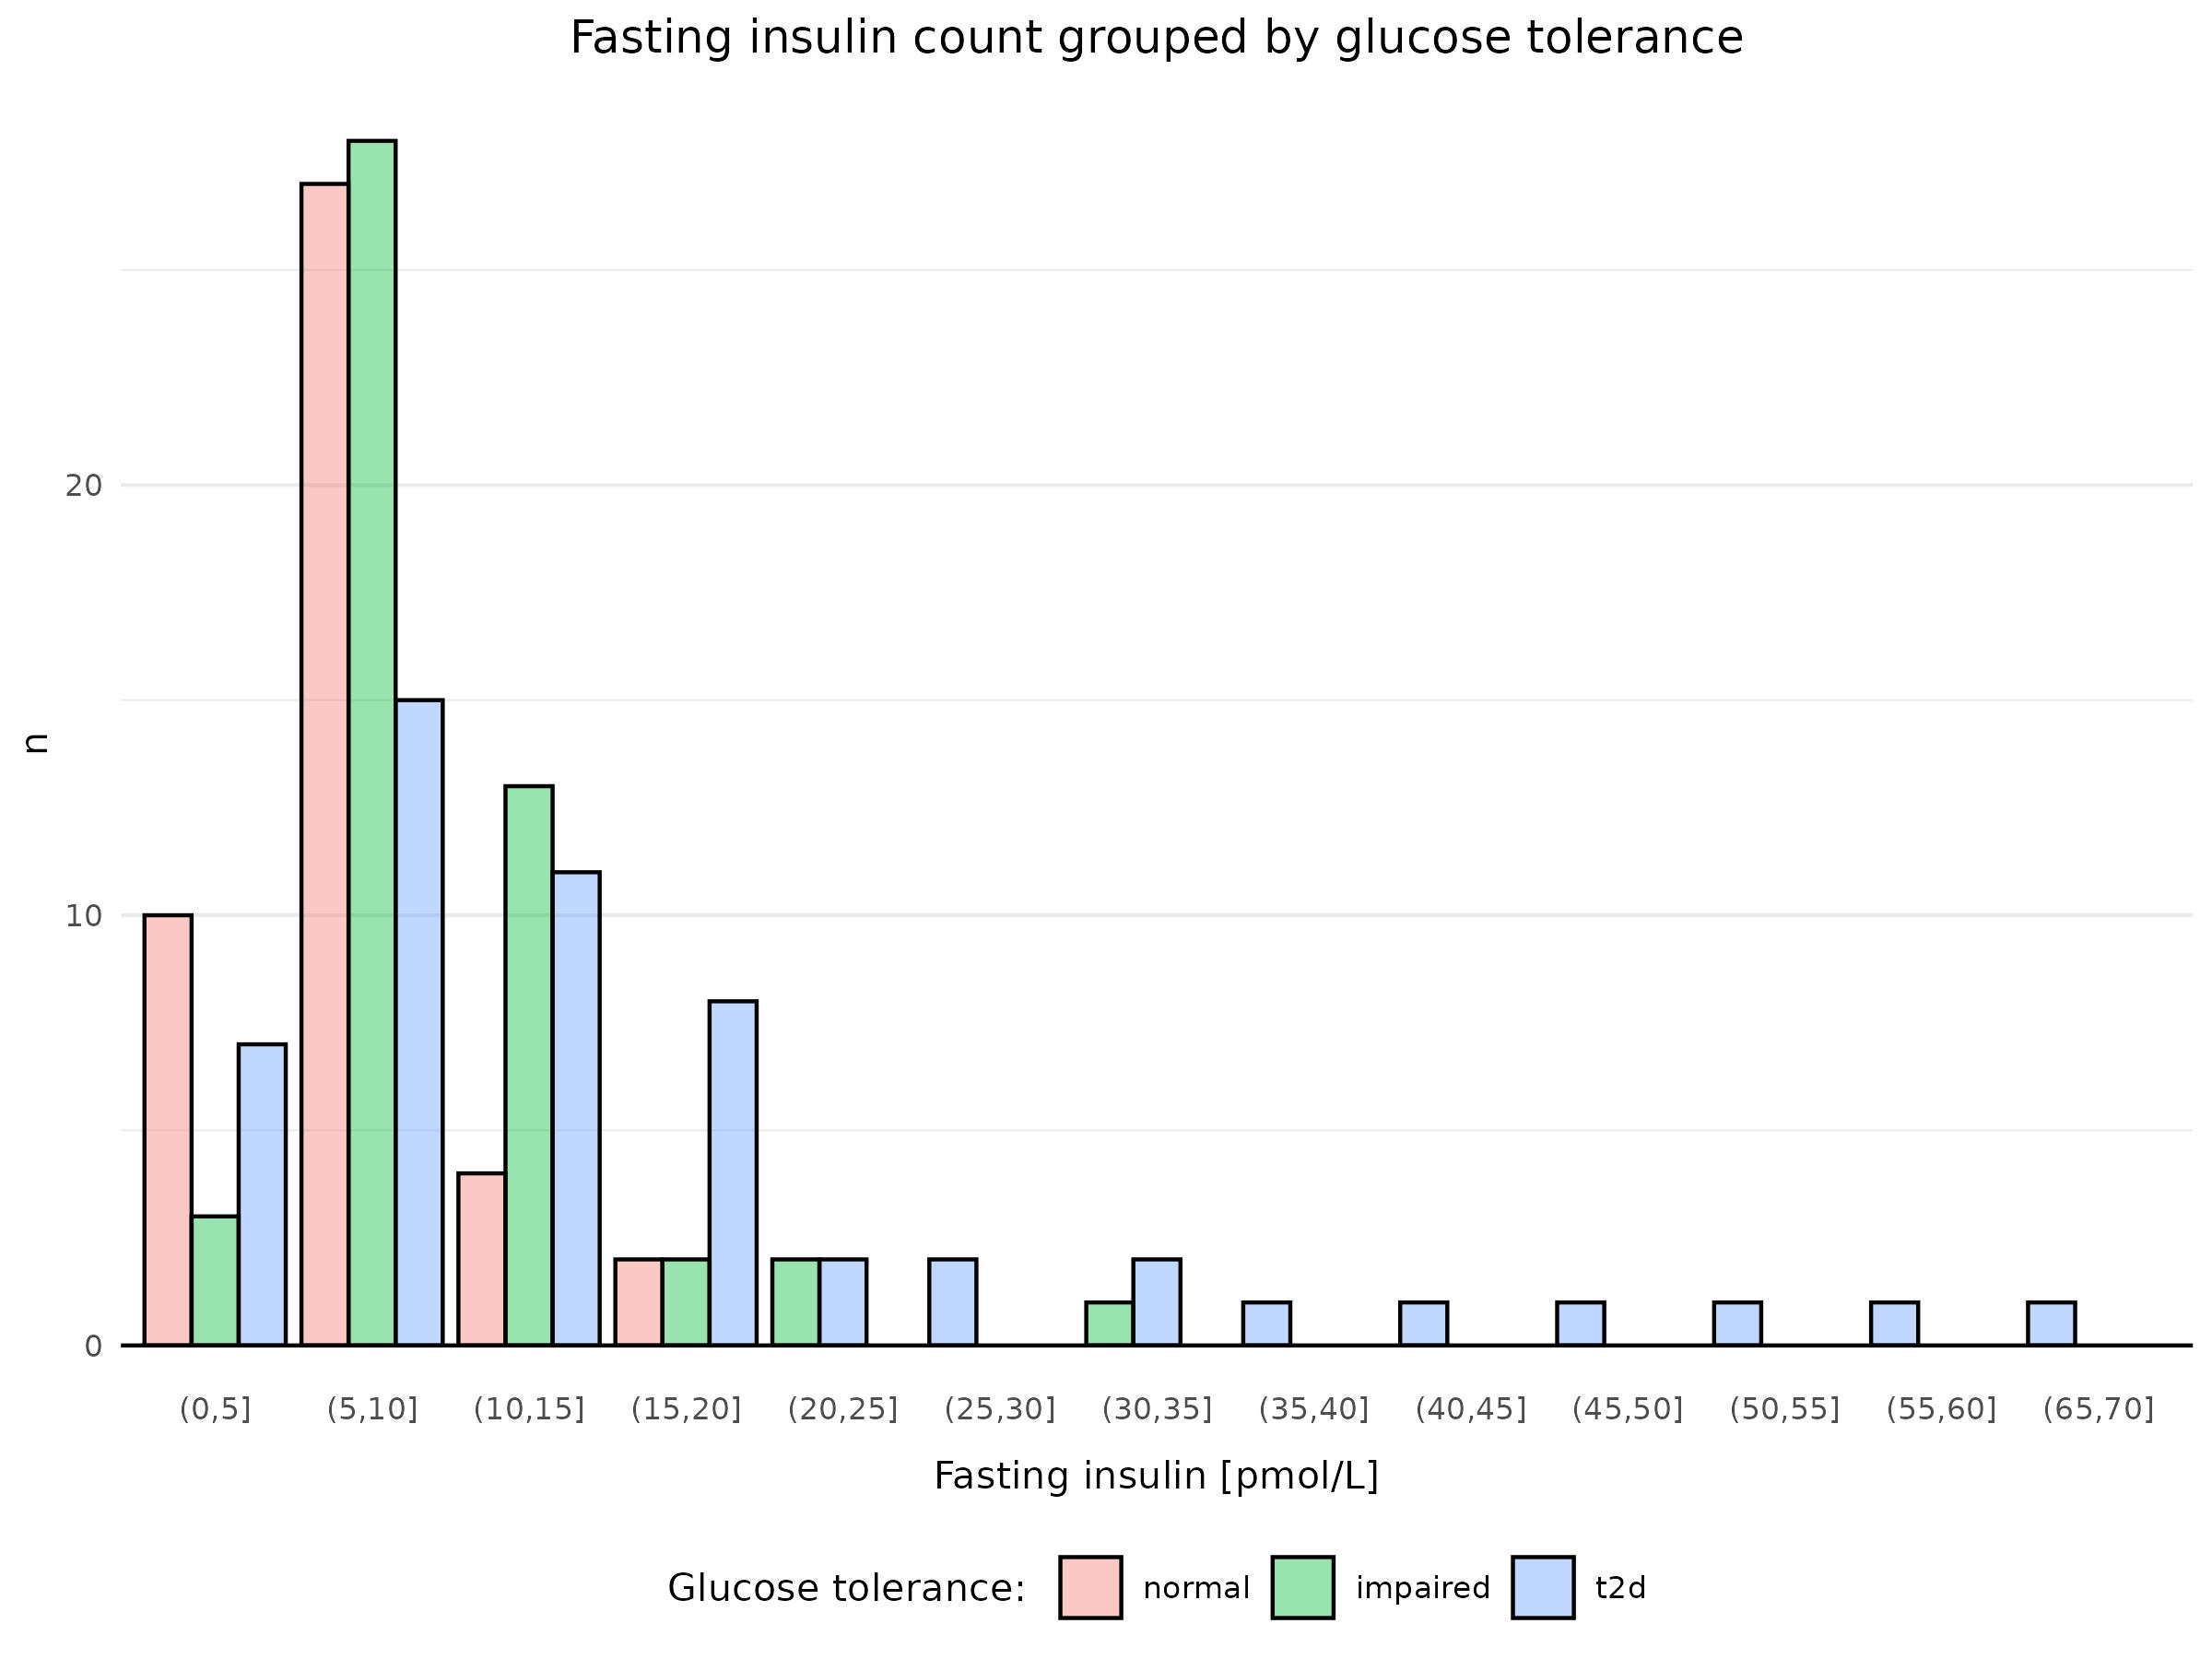 Fasting insulin count grouped by glucose tolerance
n
20
10
0
(0,5] (5,10] (10,15] (15,20] (20,25] (25,30] (30,35] (35,40] (40,45] (45,50] (50,55] (55,60] (65,70]
Fasting insulin [pmol/L]
Glucose tolerance: normal impaired t2d